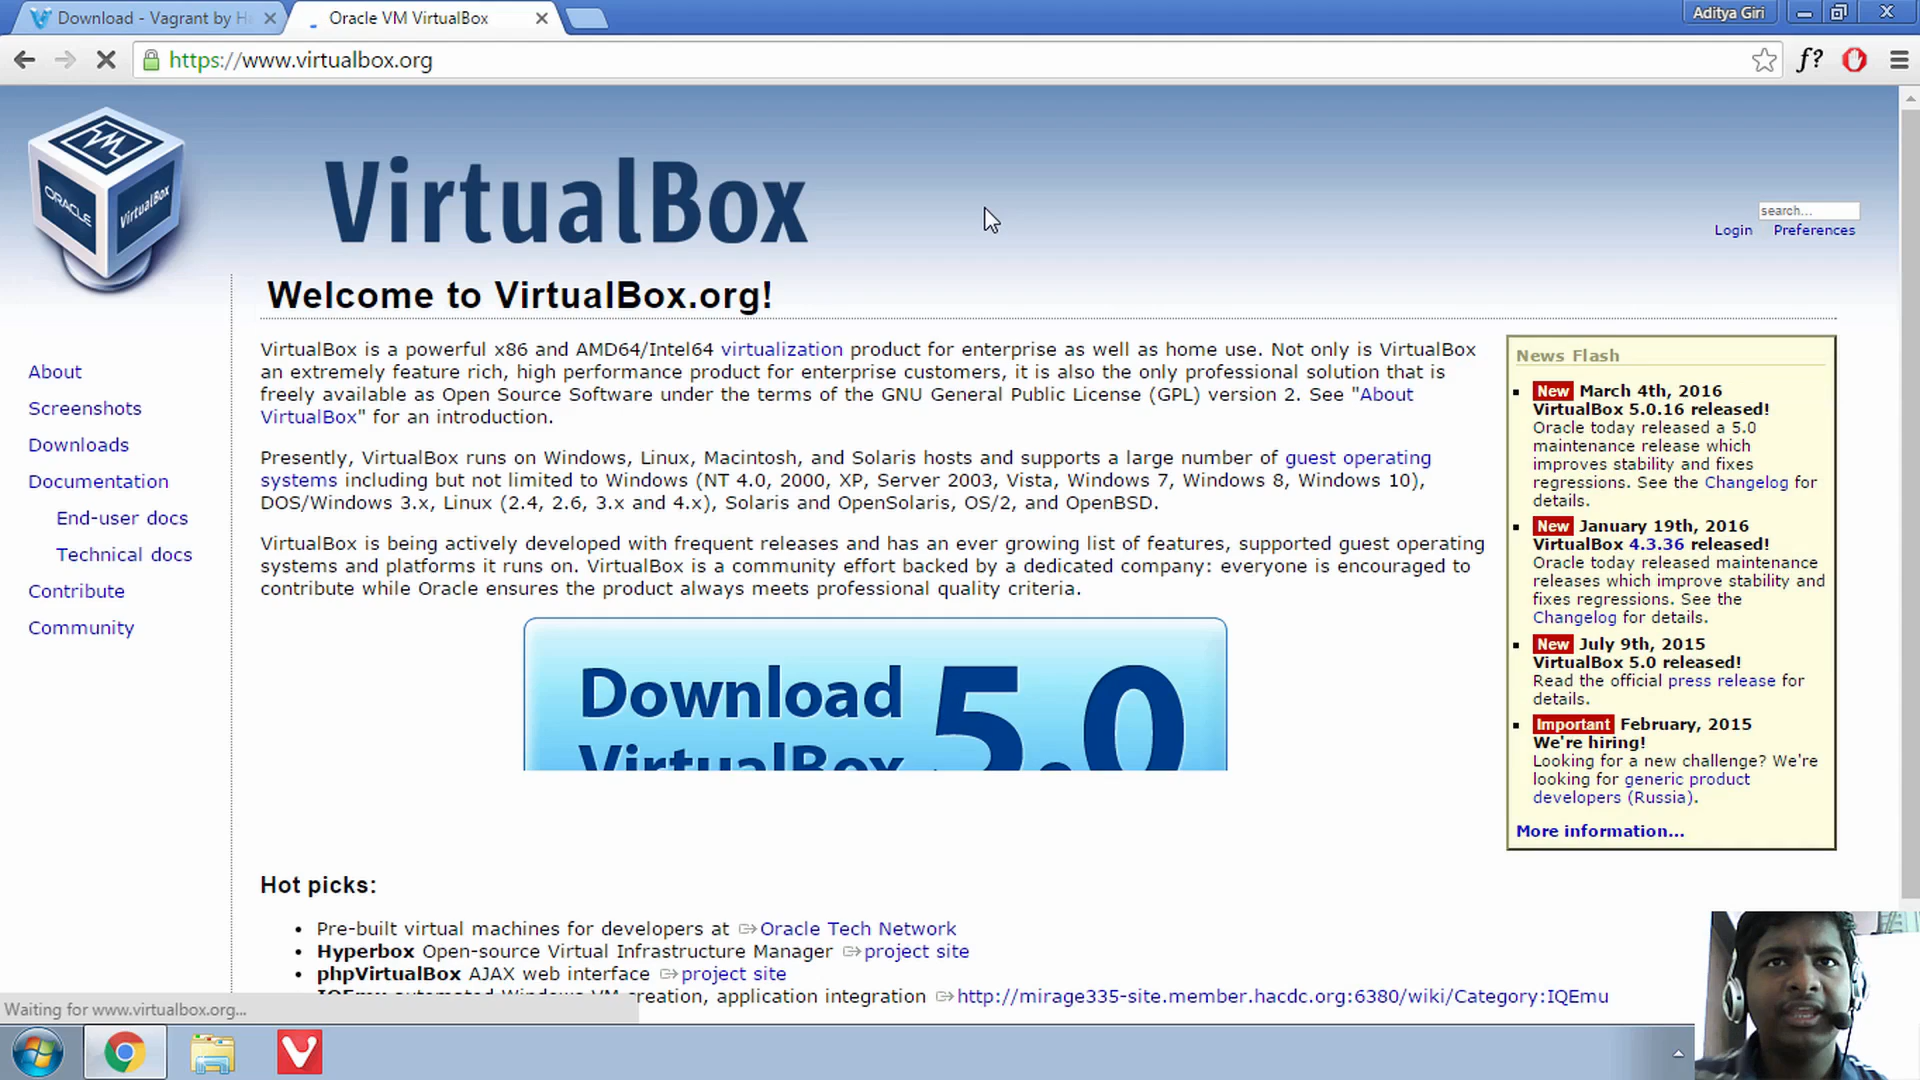 Download - Vagrant by Ha
Oracle VM VirtualBox
Aditya Giri
https://www.virtualbox.org
f?
ORACLE
VirtualBox
VirtualBox
search...
Login Preferences
Welcome to VirtualBox.org!
About
Screenshots
Downloads
Documentation
End-user docs
Technical docs
Contribute
Community
VirtualBox is a powerful x86 and AMD64/Intel64 virtualization product for enterprise as well as home use. Not only is VirtualBox
an extremely feature rich, high performance product for enterprise customers, it is also the only professional solution that is
freely available as Open Source Software under the terms of the GNU General Public License (GPL) version 2. See "About
VirtualBox" for an introduction.
Presently, VirtualBox runs on Windows, Linux, Macintosh, and Solaris hosts and supports a large number of guest operating
systems including but not limited to Windows (NT 4.0, 2000, XP, Server 2003, Vista, Windows 7, Windows 8, Windows 10),
DOS/Windows 3.x, Linux (2.4, 2.6, 3.x and 4.x), Solaris and OpenSolaris, OS/2, and OpenBSD.
VirtualBox is being actively developed with frequent releases and has an ever growing list of features, supported guest operating
systems and platforms it runs on. VirtualBox is a community effort backed by a dedicated company: everyone is encouraged to
contribute while Oracle ensures the product always meets professional quality criteria.
Download
VirtualBox
5.0
News Flash
New March 4th, 2016
VirtualBox 5.0.16 released!
Oracle today released a 5.0
maintenance release which
improves stability and fixes
regressions. See the Changelog for
details.
New January 19th, 2016
VirtualBox 4.3.36 released!
Oracle today released maintenance
releases which improve stability and
fixes regressions. See the
Changelog for details.
New July 9th, 2015
VirtualBox 5.0 released!
Read the official press release for
details.
Important February, 2015
We're hiring!
Looking for a new challenge? We're
looking for generic product
developers (Russia).
More information...
Hot picks:
Pre-built virtual machines for developers at Oracle Tech Network
Hyperbox Open-source Virtual Infrastructure Manager project site
phpVirtualBox AJAX web interface project site
IQEmu automated Windows VM creation, application integration http://mirage335-site.member.hacdc.org:6380/wiki/Category:IQEmu
Waiting for www.virtualbox.org...